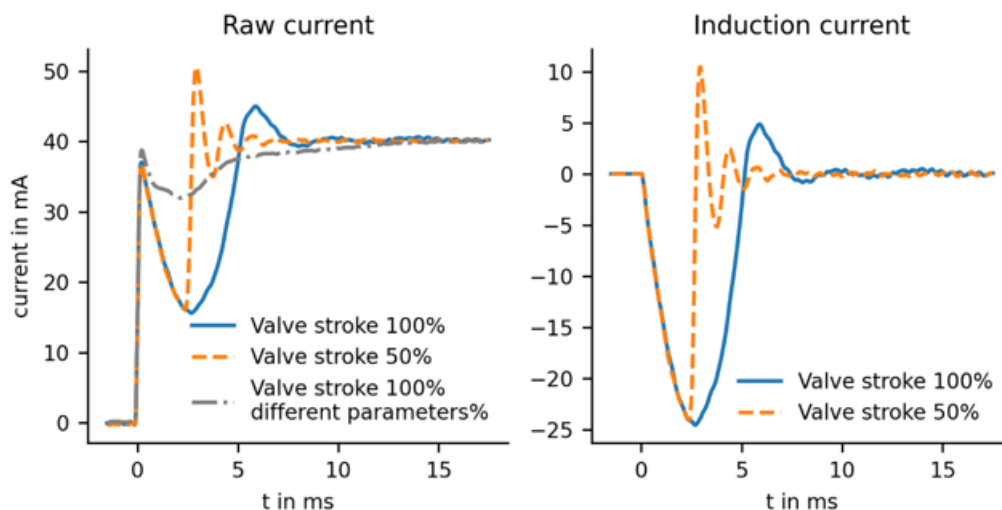 Raw current
current in mA
50
40
30
20
10
0
Valve stroke 100%
Valve stroke 50%
Valve stroke 100%
different parameters%
0
5
10
15
t in ms
Induction current
10
5
0
−5
−10
−15
−20
−25
Valve stroke 100%
Valve stroke 50%
0
5
10
15
t in ms